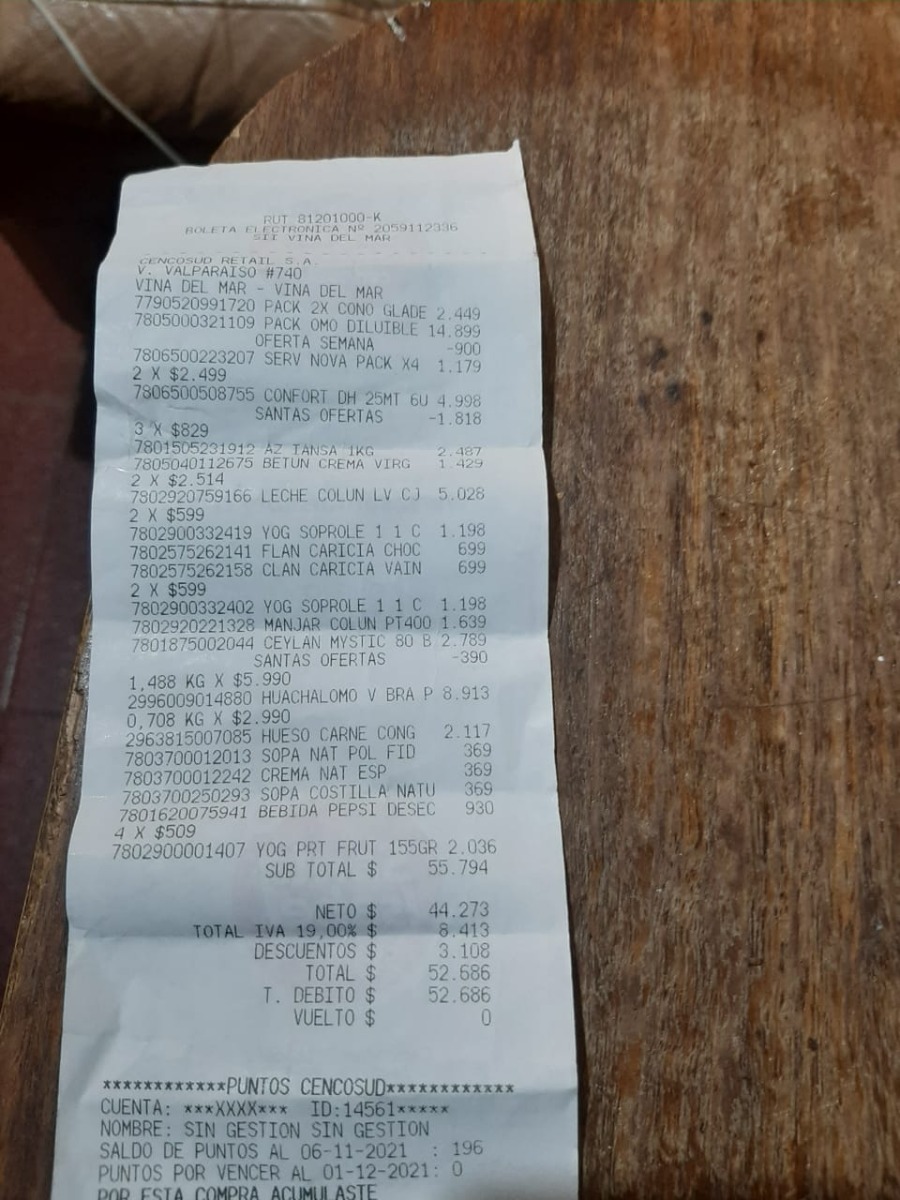 RUT 81201000-K
BOLETA ELECTRONICA Nº 2059112336
SII VINA DEL MAR
CENCOSUD RETAIL S.A.
V. VALPARAISO #740
VINA DEL MAR - VINA DEL MAR
7790520991720 PACK 2X CONO GLADE 2.449
7805000321109 PACK OMO DILUIBLE 14.899
OFERTA SEMANA -900
7806500223207 SERV NOVA PACK X4 1.179
2 X $2.499
7806500508755 CONFORT DH 25MT 6U 4.998
SANTAS OFERTAS -1.818
3 X $829
7801505231912 AZ IANSA 1KG 2.487
7805040112675 BETUN CREMA VIRG 1.429
2 X $2.514
7802920759166 LECHE COLUN LV CJ 5.028
2 X $599
7802900332419 YOG SOPROLE 1 1 C 1.198
7802575262141 FLAN CARICIA CHOC 699
7802575262158 CLAN CARICIA VAIN 699
2 X $599
7802900332402 YOG SOPROLE 1 1 C 1.198
7802920221328 MANJAR COLUN PT400 1.639
7801875002044 CEYLAN MYSTIC 80 B 2.789
SANTAS OFERTAS -390
1,488 KG X $5.990
2996009014880 HUACHALOMO V BRA P 8.913
0,708 KG X $2.990
2963815007085 HUESO CARNE CONG 2.117
7803700012013 SOPA NAT POL FID 369
7803700012242 CREMA NAT ESP 369
7803700250293 SOPA COSTILLA NATU 369
7801620075941 BEBIDA PEPSI DESEC 930
4 X $509
7802900001407 YOG PRT FRUT 155GR 2.036
SUB TOTAL $ 55.794
NETO $ 44.273
TOTAL IVA 19,00% $ 8.413
DESCUENTOS $ 3.108
TOTAL $ 52.686
T. DEBITO $ 52.686
VUELTO $ 0
************PUNTOS CENCOSUD*************
CUENTA: ***XXXX*** ID:14561*****
NOMBRE: SIN GESTION SIN GESTION
SALDO DE PUNTOS AL 06-11-2021 : 196
PUNTOS POR VENCER AL 01-12-2021: 0
POR ESTA COMPRA ACUMULASTE